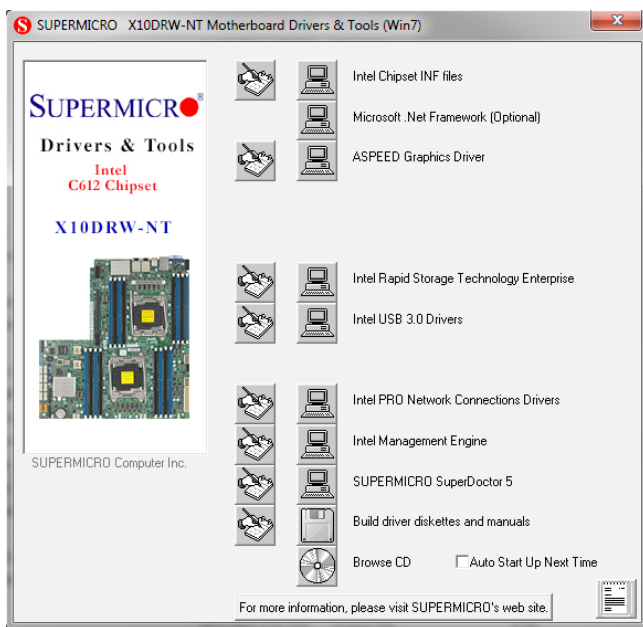 SUPERMICRO X10DRW-NT Motherboard Drivers & Tools (Win7)
SUPERMICRO®
Drivers & Tools
Intel
C612 Chipset
X10DRW-NT
SUPERMICRO Computer Inc.
Intel Chipset INF files
Microsoft .Net Framework (Optional)
ASPEED Graphics Driver
Intel Rapid Storage Technology Enterprise
Intel USB 3.0 Drivers
Intel PRO Network Connections Drivers
Intel Management Engine
SUPERMICRO SuperDoctor 5
Build driver diskettes and manuals
Browse CD Auto Start Up Next Time
For more information, please visit SUPERMICRO's web site.